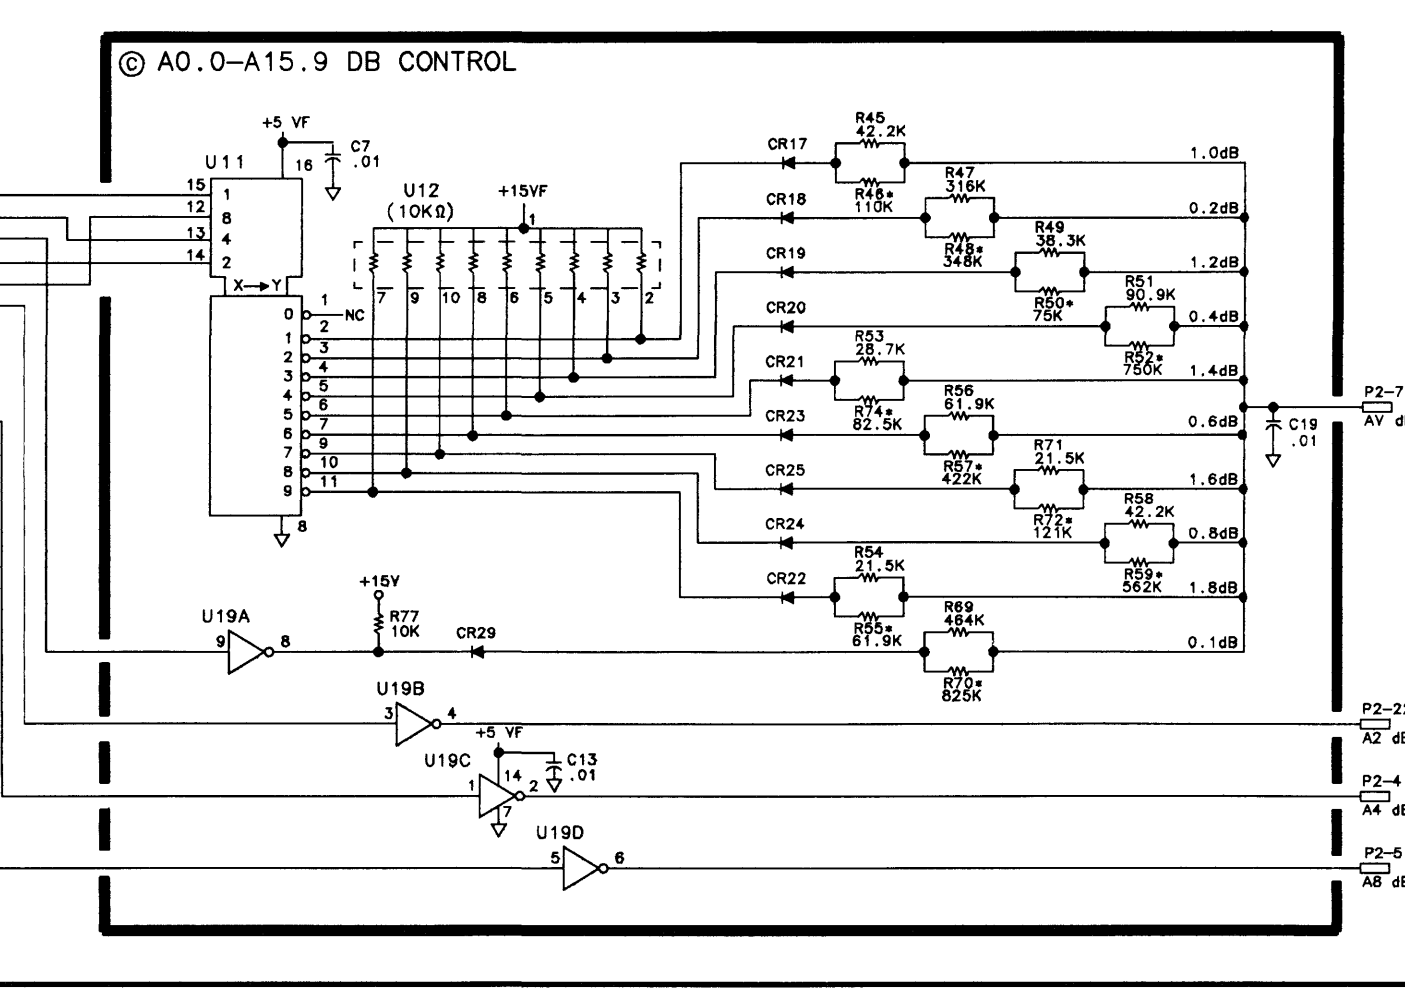 © A0.0—A15.9 DB CONTROL
+5 VF
C7
.01
U11
16
15
1
12
8
13
4
14
2
X→Y
U12
(10KΩ)
+15VF
1
7
9
10
8
6
5
4
3
2
0
1
NC
1
2
2
3
3
4
4
5
5
6
6
7
7
9
8
10
9
11
8
CR17
R45
42.2K
R46*
110K
1.0dB
CR18
R47
316K
R48*
348K
0.2dB
CR19
R49
38.3K
R50*
75K
1.2dB
CR20
R51
90.9K
R52*
750K
0.4dB
CR21
R53
28.7K
R74*
82.5K
1.4dB
CR23
R56
61.9K
R57*
422K
0.6dB
CR25
R71
21.5K
R72*
121K
1.6dB
CR24
R58
42.2K
R59*
562K
0.8dB
CR22
R54
21.5K
R55*
61.9K
1.8dB
R69
464K
R70*
825K
0.1dB
C19
.01
P2-7
AV
+15V
R77
10K
CR29
U19A
9
8
U19B
3
4
P2-2
A2
+5 VF
C13
.01
U19C
14
1
2
7
P2-4
A4
U19D
5
6
P2-5
A8